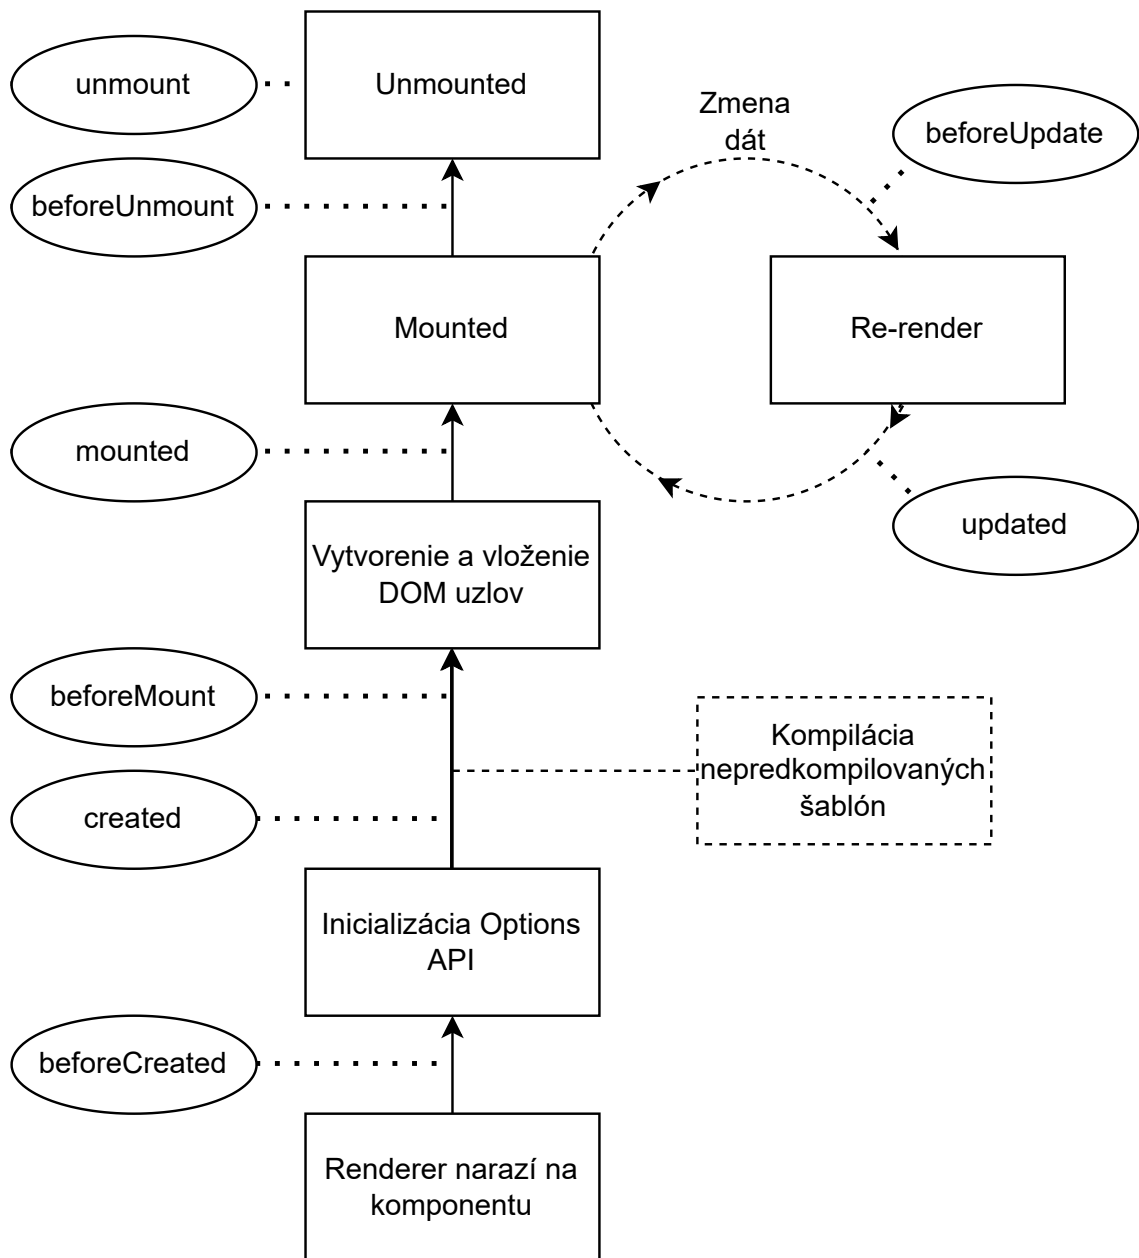 unmount
Unmounted
Zmena
dát
beforeUpdate
beforeUnmount
Mounted
Re-render
mounted
updated
Vytvorenie a vloženie
DOM uzlov
beforeMount
Kompilácia
nepredkompilovaných
šablón
created
Inicializácia Options
API
beforeCreated
Renderer narazí na
komponentu